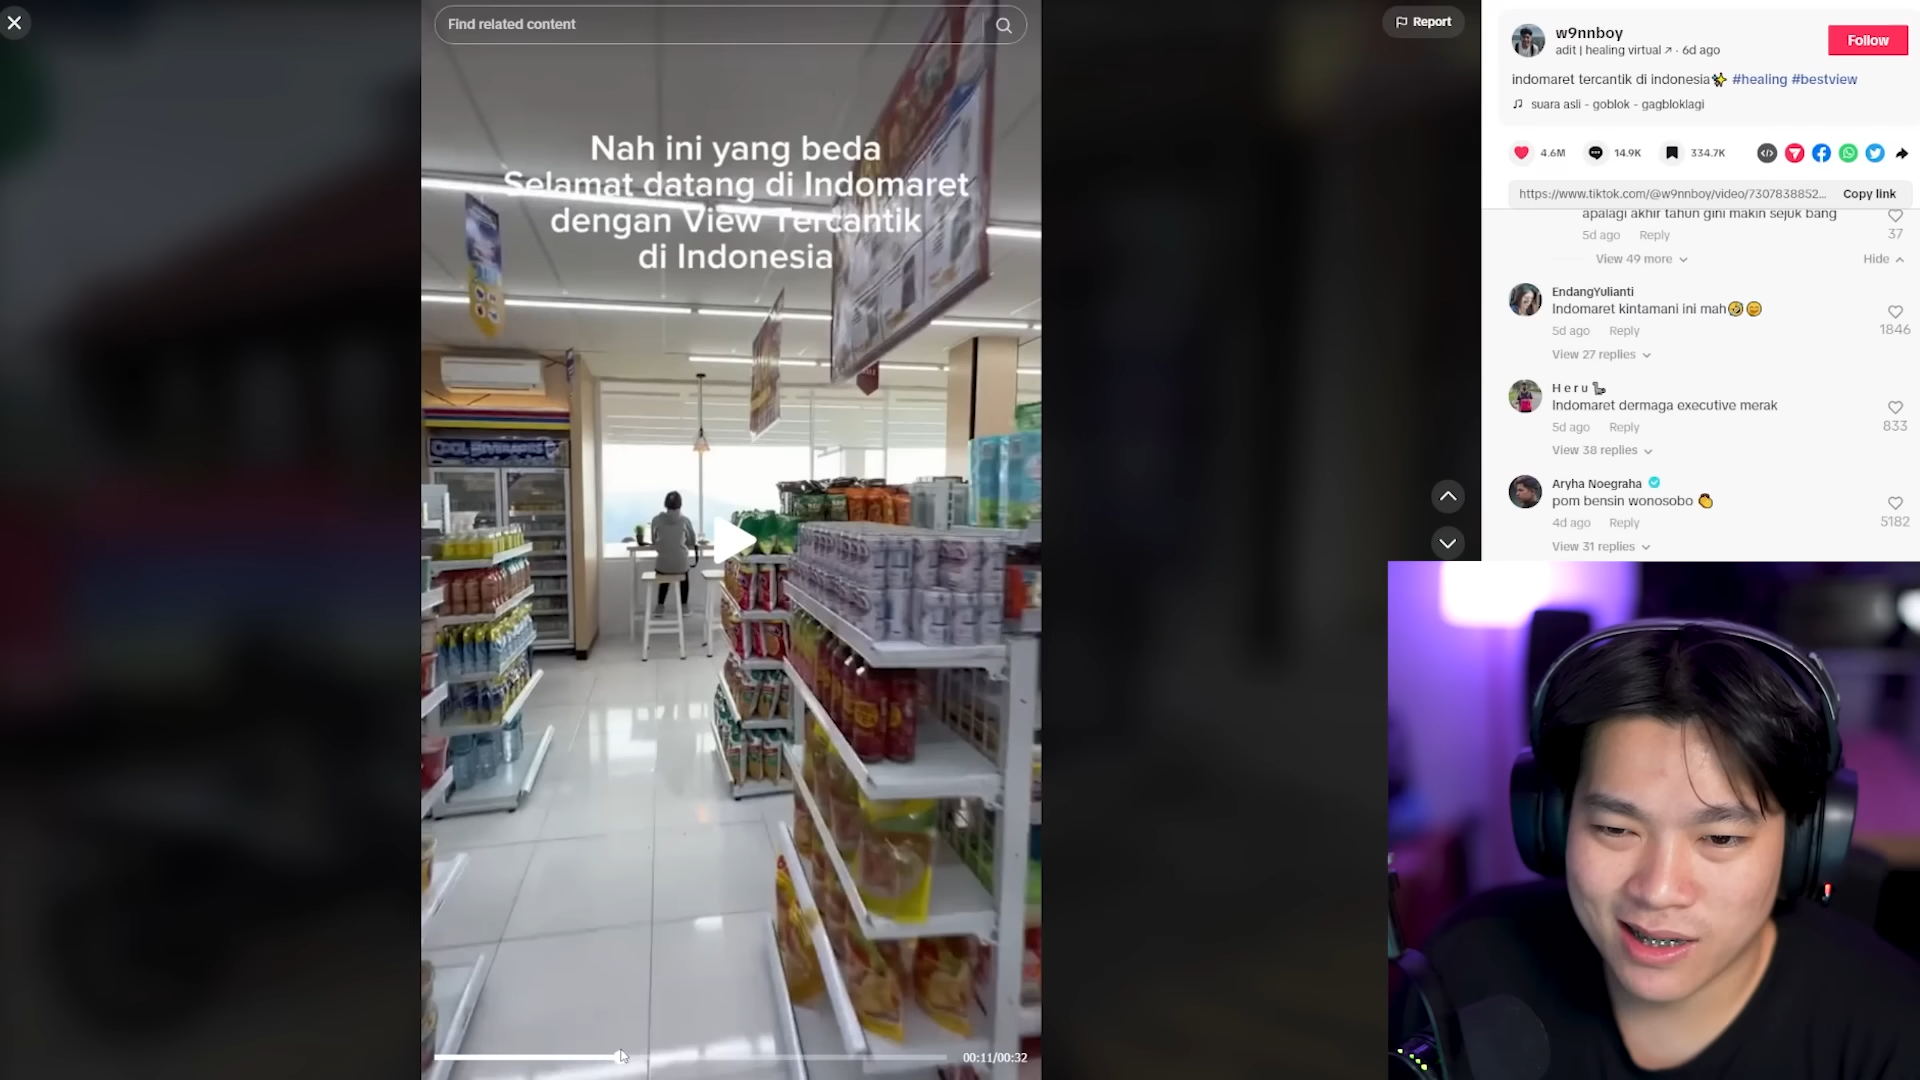 Find related content
Report
Nah ini yang beda
Selamat datang di Indomaret
dengan View Tercantik
di Indonesia
00:11/00:32
w9nnboy
adit | healing virtual ↗ · 6d ago
Follow
indomaret tercantik di indonesia✨ #healing #bestview
suara asli - goblok - gagbloklagi
4.6M
14.9K
334.7K
https://www.tiktok.com/@w9nnboy/video/7307838852...
Copy link
apalagi akhir tahun gini makin sejuk bang
5d ago Reply
37
View 49 more
Hide
EndangYulianti
Indomaret kintamani ini mah🤣😊
5d ago Reply
1846
View 27 replies
H e r u 🦕
Indomaret dermaga executive merak
5d ago Reply
833
View 38 replies
Aryha Noegraha
pom bensin wonosobo 👏
4d ago Reply
5182
View 31 replies